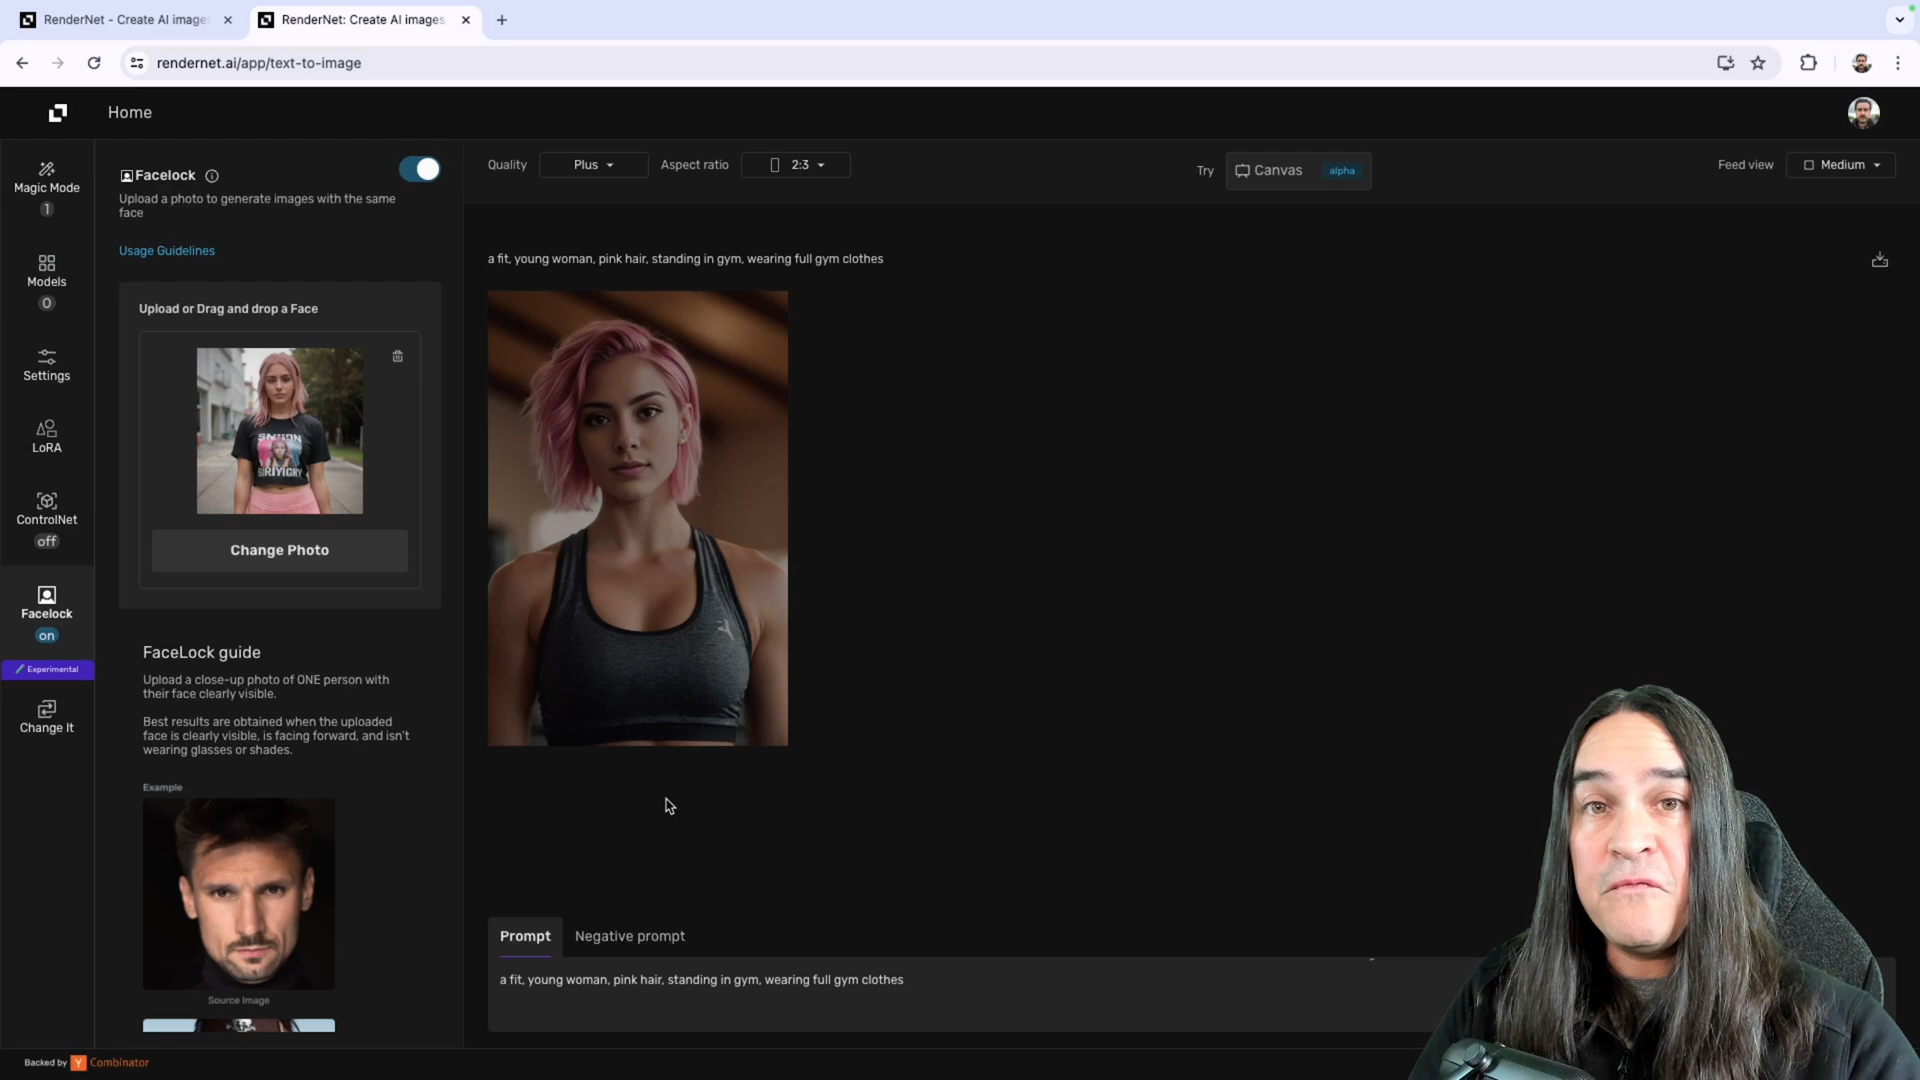 RenderNet - Create AI images
RenderNet: Create AI images
rendernet.ai/app/text-to-image
Home
Magic Mode
1
Models
0
Settings
LoRA
ControlNet
off
Facelock
on
Experimental
Change It
Facelock
Upload a photo to generate images with the same
face
Usage Guidelines
Upload or Drag and drop a Face
Change Photo
FaceLock guide
Upload a close-up photo of ONE person with
their face clearly visible.
Best results are obtained when the uploaded
face is clearly visible, is facing forward, and isn't
wearing glasses or shades.
Example
Source Image
Quality
Plus
Aspect ratio
2:3
Try
Canvas
alpha
Feed view
Medium
a fit, young woman, pink hair, standing in gym, wearing full gym clothes
Prompt
Negative prompt
a fit, young woman, pink hair, standing in gym, wearing full gym clothes
Backed by Y Combinator